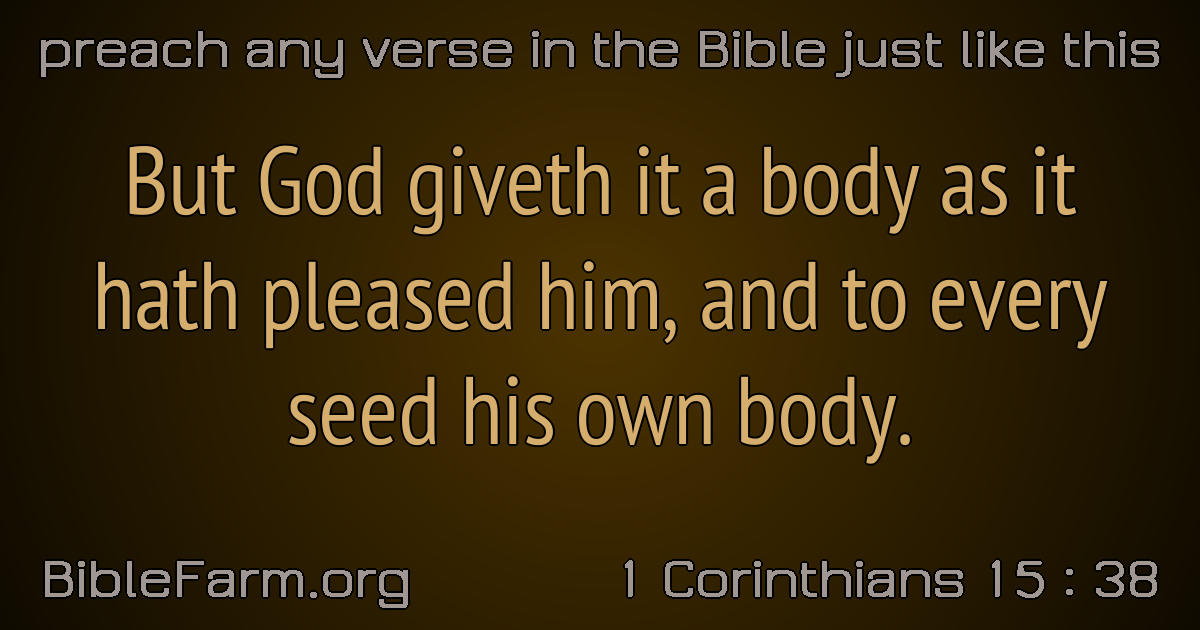 preach any verse in the Bible just like this
But God giveth it a body as it
hath pleased him, and to every
seed his own body.
BibleFarm.org
1 Corinthians 15 : 38